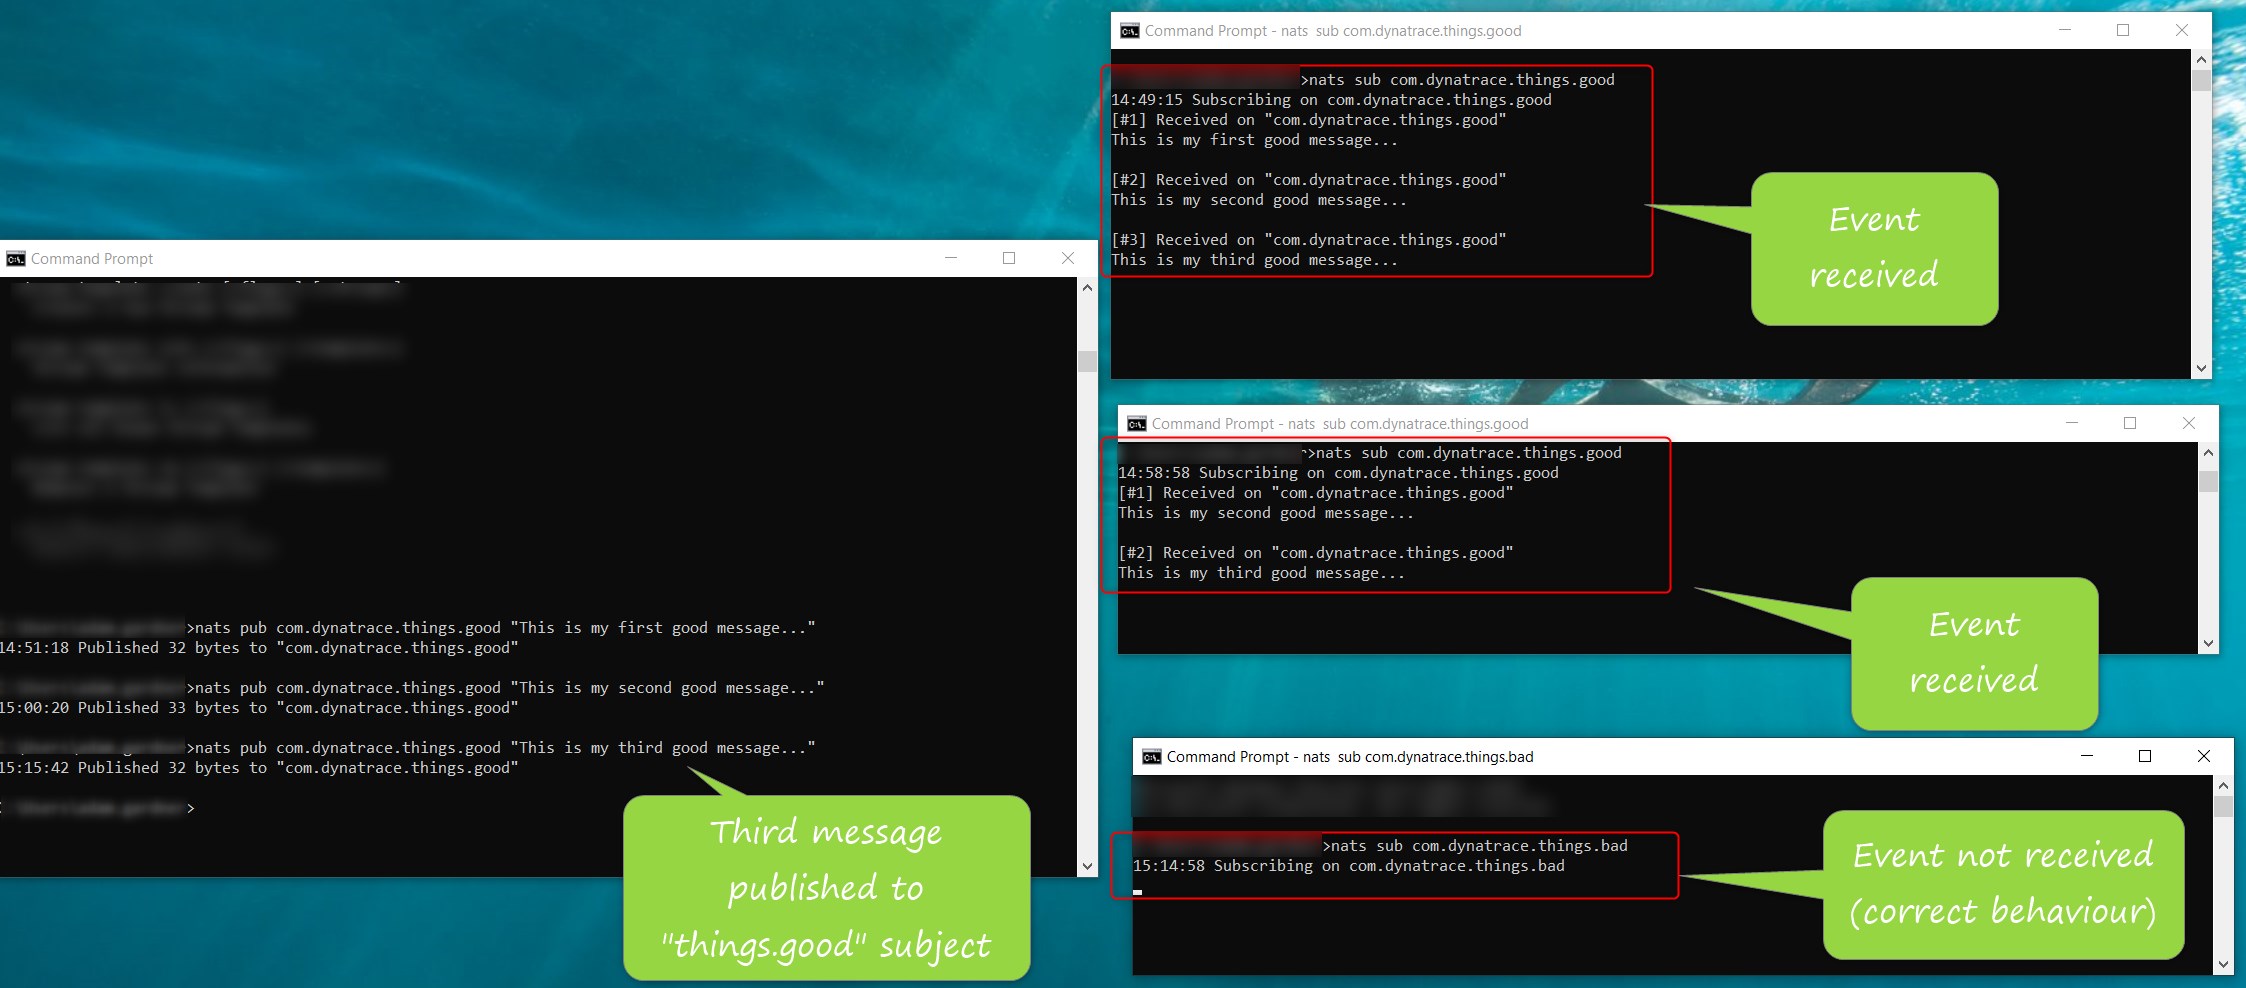 Command Prompt - nats  sub com.dynatrace.things.good
>nats sub com.dynatrace.things.good
14:49:15 Subscribing on com.dynatrace.things.good
[#1] Received on "com.dynatrace.things.good"
This is my first good message...
[#2] Received on "com.dynatrace.things.good"
This is my second good message...
[#3] Received on "com.dynatrace.things.good"
This is my third good message...
Event
received
Command Prompt
>nats pub com.dynatrace.things.good "This is my first good message..."
14:51:18 Published 32 bytes to "com.dynatrace.things.good"
>nats pub com.dynatrace.things.good "This is my second good message..."
15:00:20 Published 33 bytes to "com.dynatrace.things.good"
>nats pub com.dynatrace.things.good "This is my third good message..."
15:15:42 Published 32 bytes to "com.dynatrace.things.good"
>
Third message
published to
"things.good" subject
Command Prompt - nats  sub com.dynatrace.things.good
>nats sub com.dynatrace.things.good
14:58:58 Subscribing on com.dynatrace.things.good
[#1] Received on "com.dynatrace.things.good"
This is my second good message...
[#2] Received on "com.dynatrace.things.good"
This is my third good message...
Event
received
Command Prompt - nats  sub com.dynatrace.things.bad
>nats sub com.dynatrace.things.bad
15:14:58 Subscribing on com.dynatrace.things.bad
Event not received
(correct behaviour)